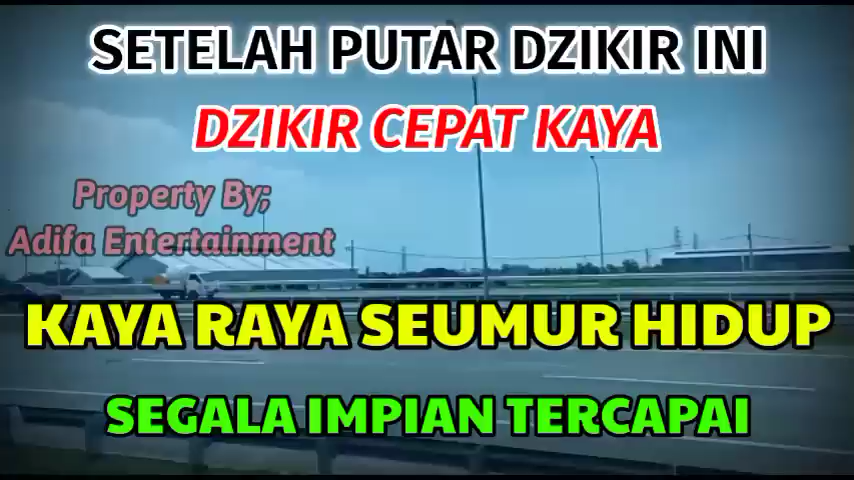 SETELAH PUTAR DZIKIR INI
DZIKIR CEPAT KAYA
Property By;
Adifa Entertainment
KAYA RAYA SEUMUR HIDUP
SEGALA IMPIAN TERCAPAI